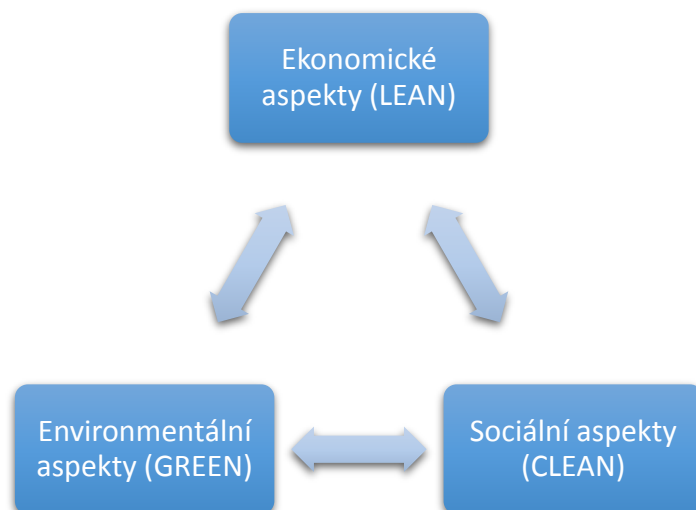 Ekonomické
aspekty (LEAN)
Environmentální
aspekty (GREEN)
Sociální aspekty
(CLEAN)